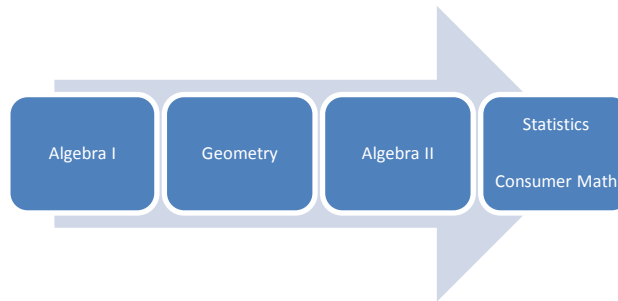 Algebra I
Geometry
Algebra II
Statistics
Consumer Math